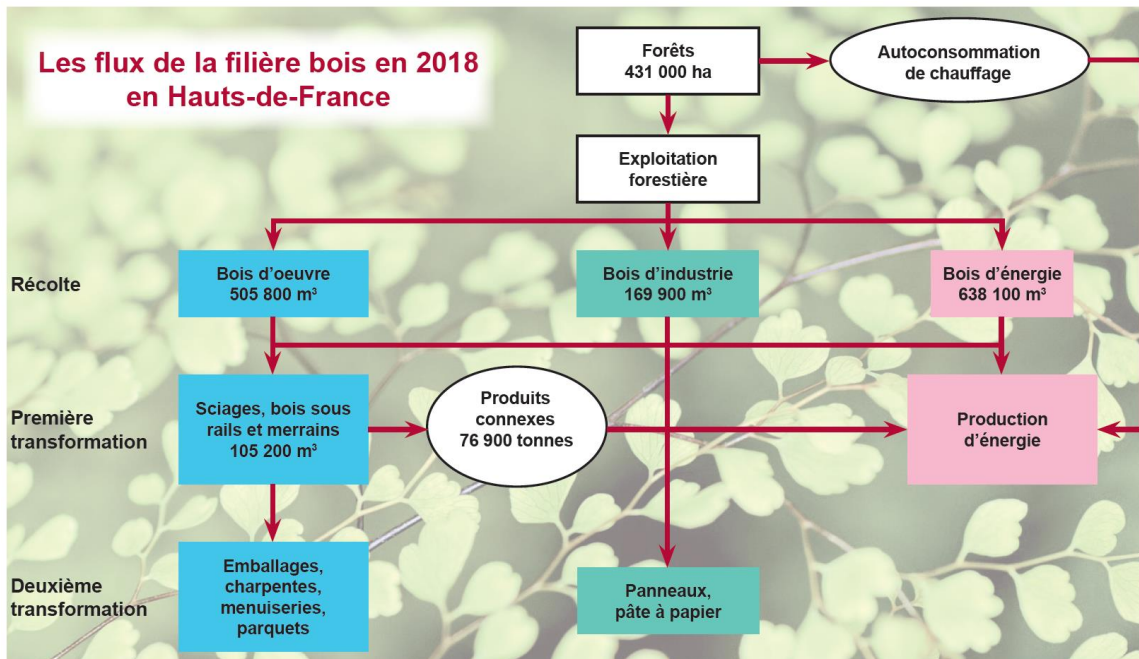 Les flux de la filière bois en 2018
en Hauts-de-France
Forêts
431 000 ha
Autoconsommation
de chauffage
Exploitation
forestière
Récolte
Bois d'oeuvre
505 800 m³
Bois d'industrie
169 900 m³
Bois d'énergie
638 100 m³
Première
transformation
Sciages, bois sous
rails et merrains
105 200 m³
Produits
connexes
76 900 tonnes
Production
d'énergie
Deuxième
transformation
Emballages,
charpentes,
menuiseries,
parquets
Panneaux,
pâte à papier